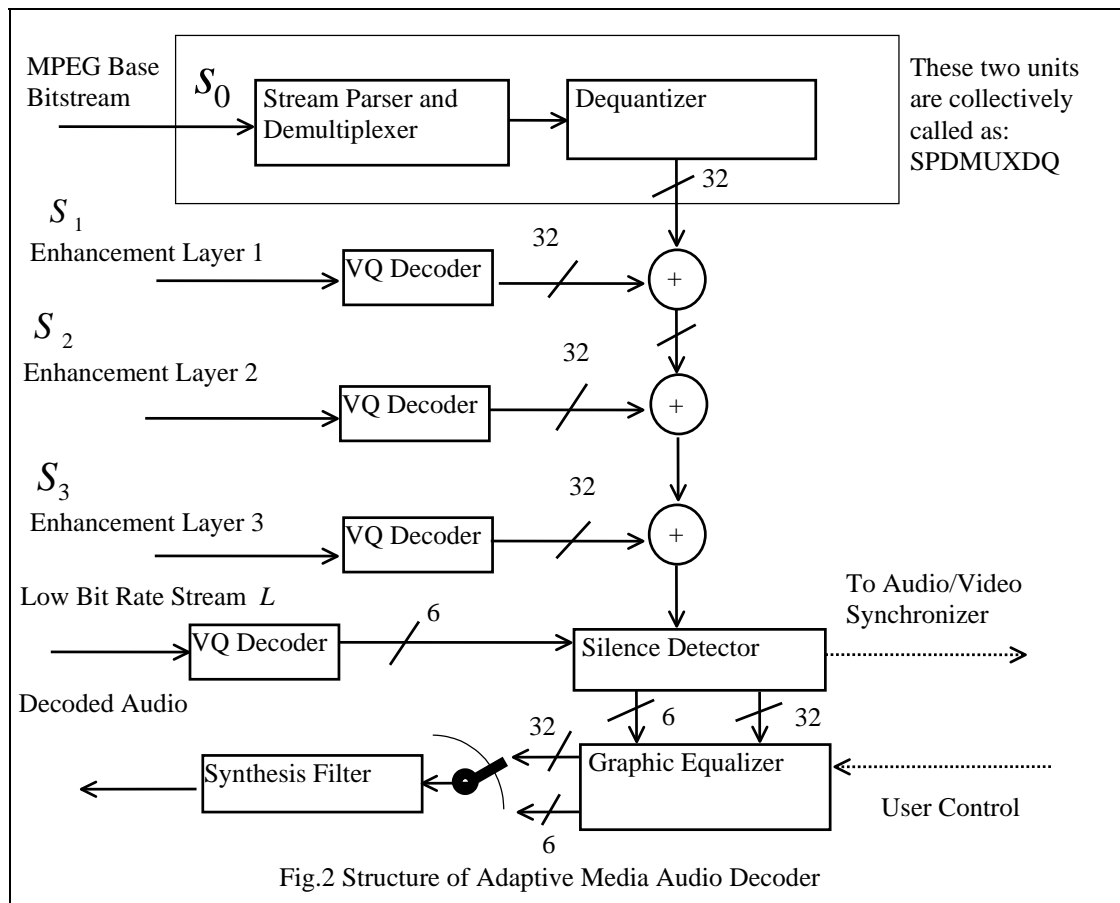 MPEG Base
Bitstream
S0
Stream Parser and
Demultiplexer
Dequantizer
These two units
are collectively
called as:
SPDMUXDQ
32
S1
Enhancement Layer 1
VQ Decoder
32
+
S2
Enhancement Layer 2
VQ Decoder
32
+
S3
Enhancement Layer 3
VQ Decoder
32
+
Low Bit Rate Stream L
VQ Decoder
6
Silence Detector
To Audio/Video
Synchronizer
6
32
Decoded Audio
Synthesis Filter
32
6
Graphic Equalizer
User Control
Fig.2 Structure of Adaptive Media Audio Decoder